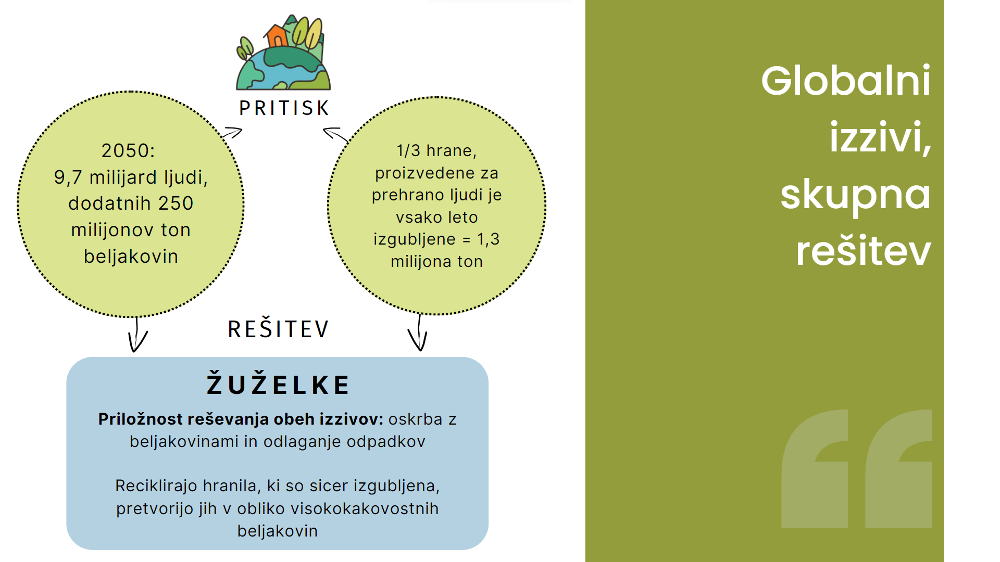 PRITISK
2050:
9,7 milijard ljudi,
dodatnih 250
milijonov ton
beljakovin
1/3 hrane,
proizvedene za
prehrano ljudi je
vsako leto
izgubljene = 1,3
milijona ton
REŠITEV
ŽUŽELKE
Priložnost reševanja obeh izzivov: oskrba z
beljakovinami in odlaganje odpadkov
Reciklirajo hranila, ki so sicer izgubljena,
pretvorijo jih v obliko visokokakovostnih
beljakovin
Globalni
izzivi,
skupna
rešitev